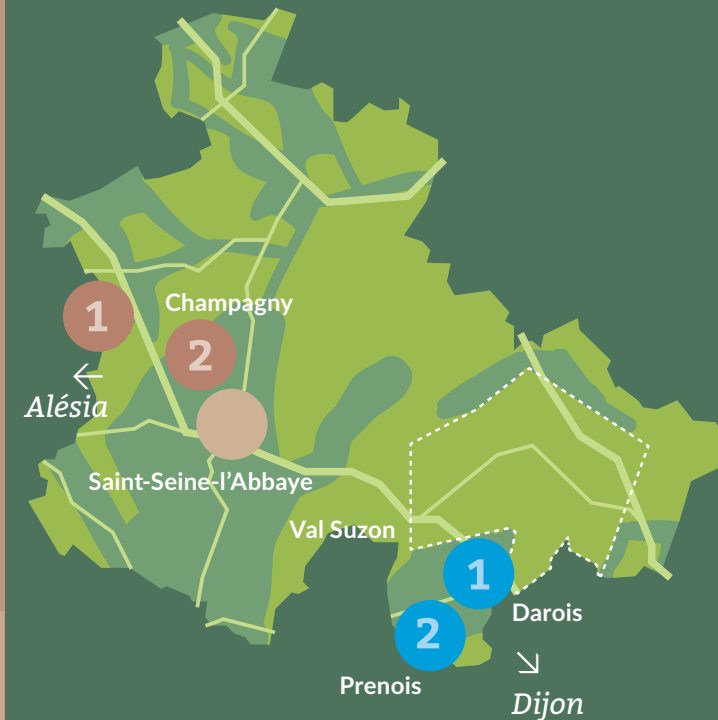 Champagny
1
2
Alésia
Saint-Seine-l'Abbaye
Val Suzon
1
Darois
2
Prenois
Dijon